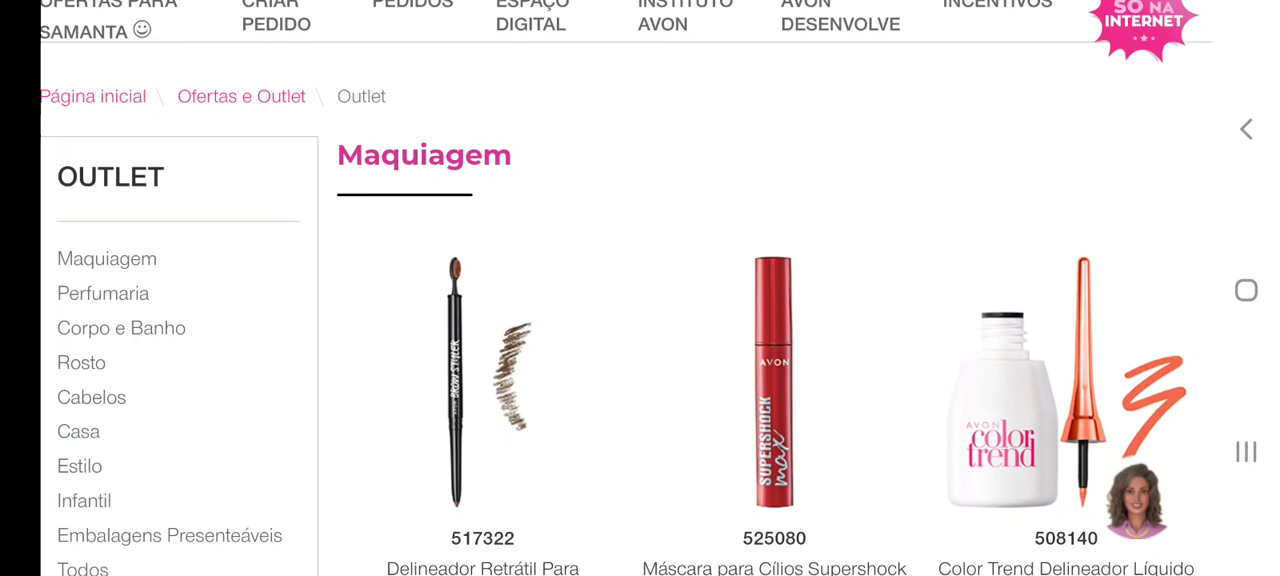 OFERTAS PARA
SAMANTA
CRIAR
PEDIDO
PEDIDOS
ESPAÇO
DIGITAL
INSTITUTO
AVON
AVON
DESENVOLVE
INCENTIVOS
SÓ NA
INTERNET
Página inicial \ Ofertas e Outlet \ Outlet
OUTLET
Maquiagem
Perfumaria
Corpo e Banho
Rosto
Cabelos
Casa
Estilo
Infantil
Embalagens Presenteáveis
Todos
Maquiagem
BROW STYLER
517322
Delineador Retrátil Para
AVON
SUPERSHOCK
max
525080
Máscara para Cílios Supershock
AVON
color
trend
508140
Color Trend Delineador Líquido